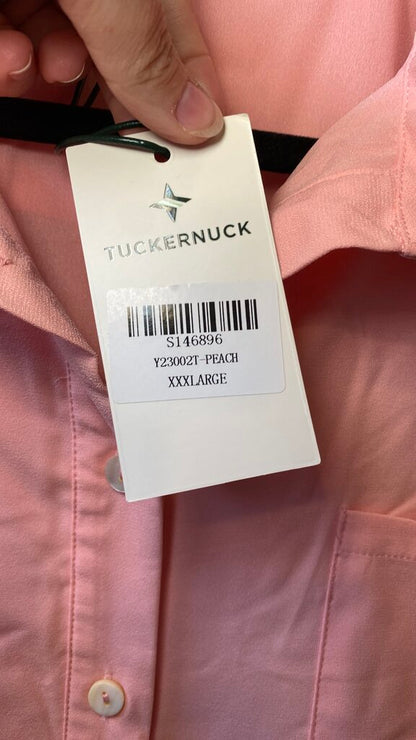 TUCKERNUCK
S146896
Y23002T-PEACH
XXXLARGE